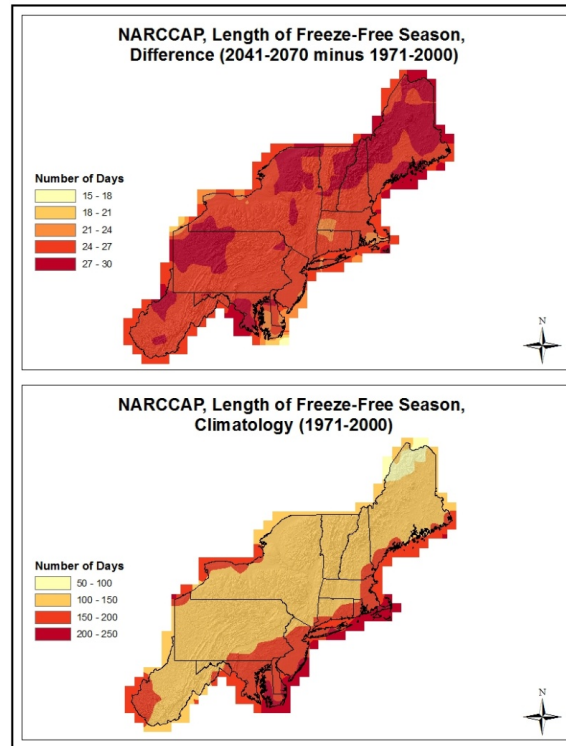 NARCCAP, Length of Freeze-Free Season,
Difference (2041-2070 minus 1971-2000)
Number of Days
15 - 18
18 - 21
21 - 24
24 - 27
27 - 30
N
NARCCAP, Length of Freeze-Free Season,
Climatology (1971-2000)
Number of Days
50 - 100
100 - 150
150 - 200
200 - 250
N